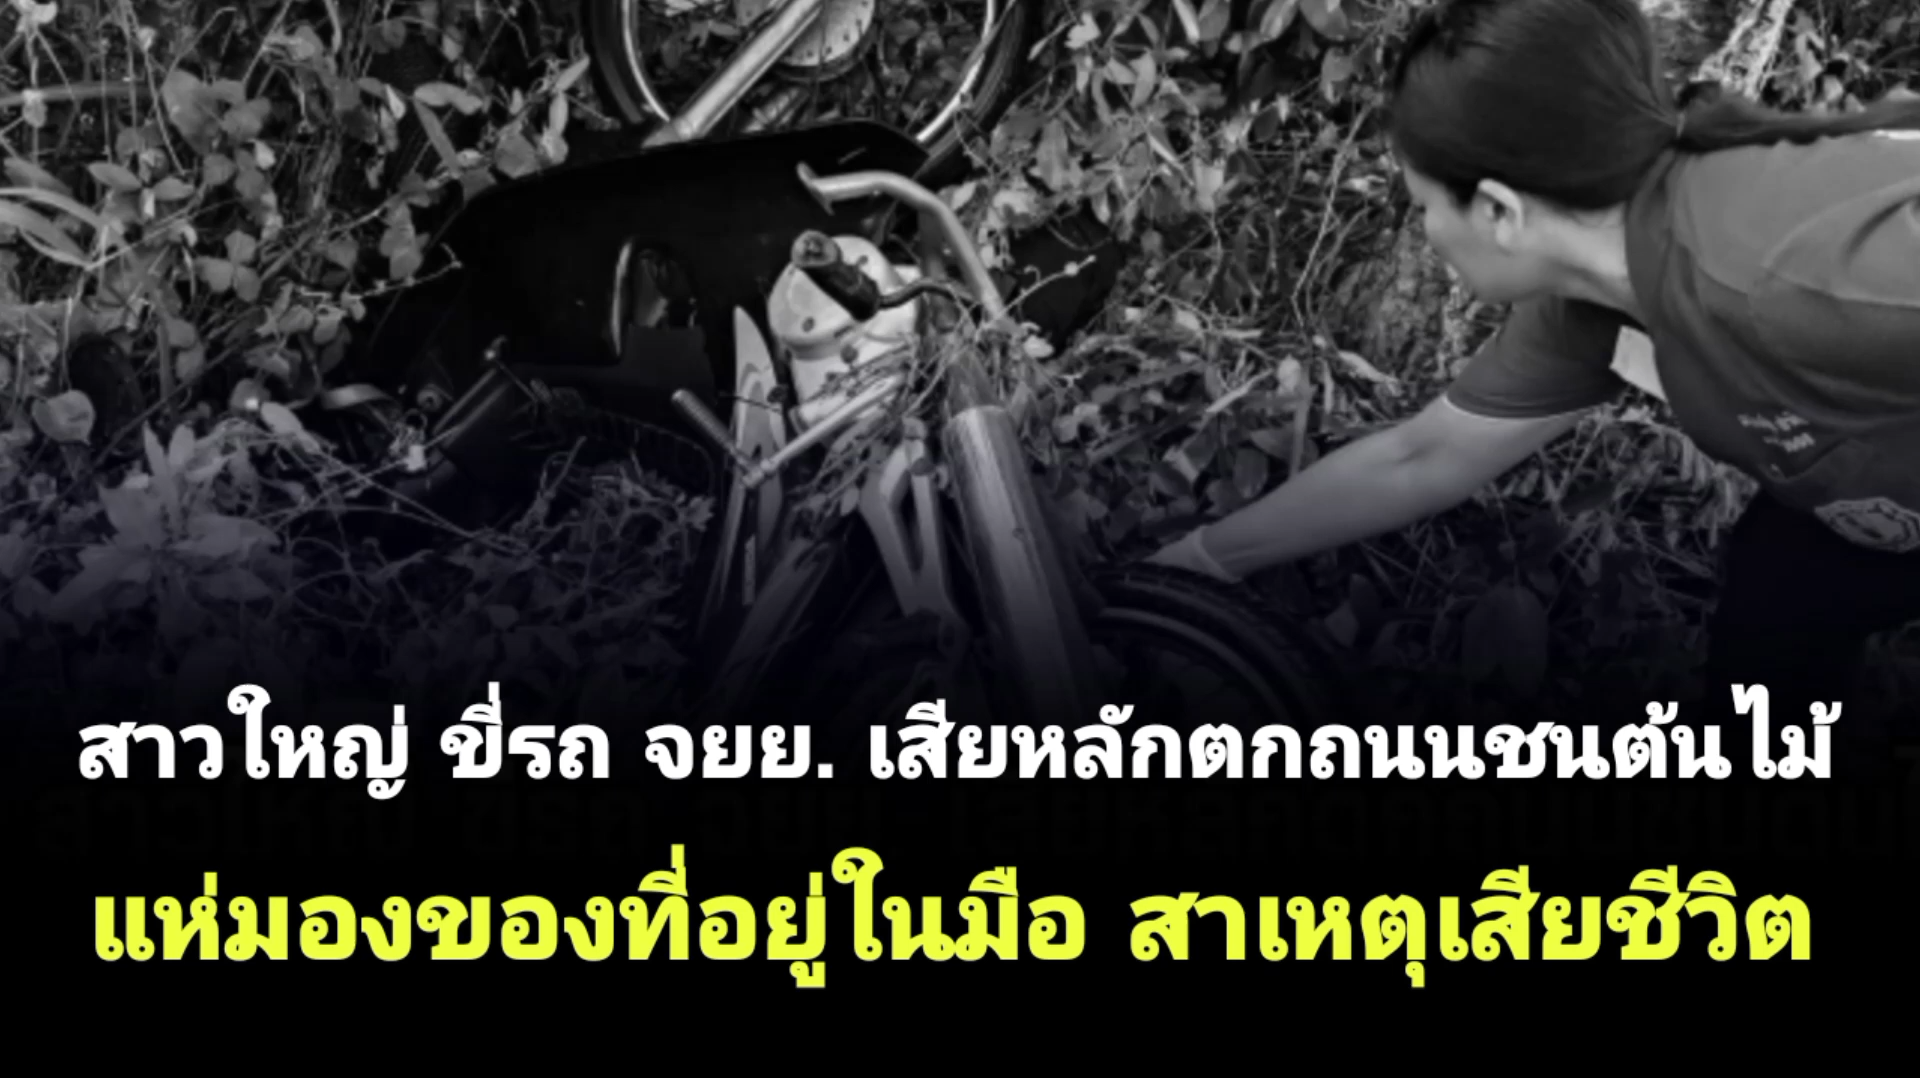 สาวใหญ่ ขี่รถ จยย. เสียหลักตกถนนชนต้นไม้
แห่มองของที่อยู่ในมือ สาเหตุเสียชีวิต